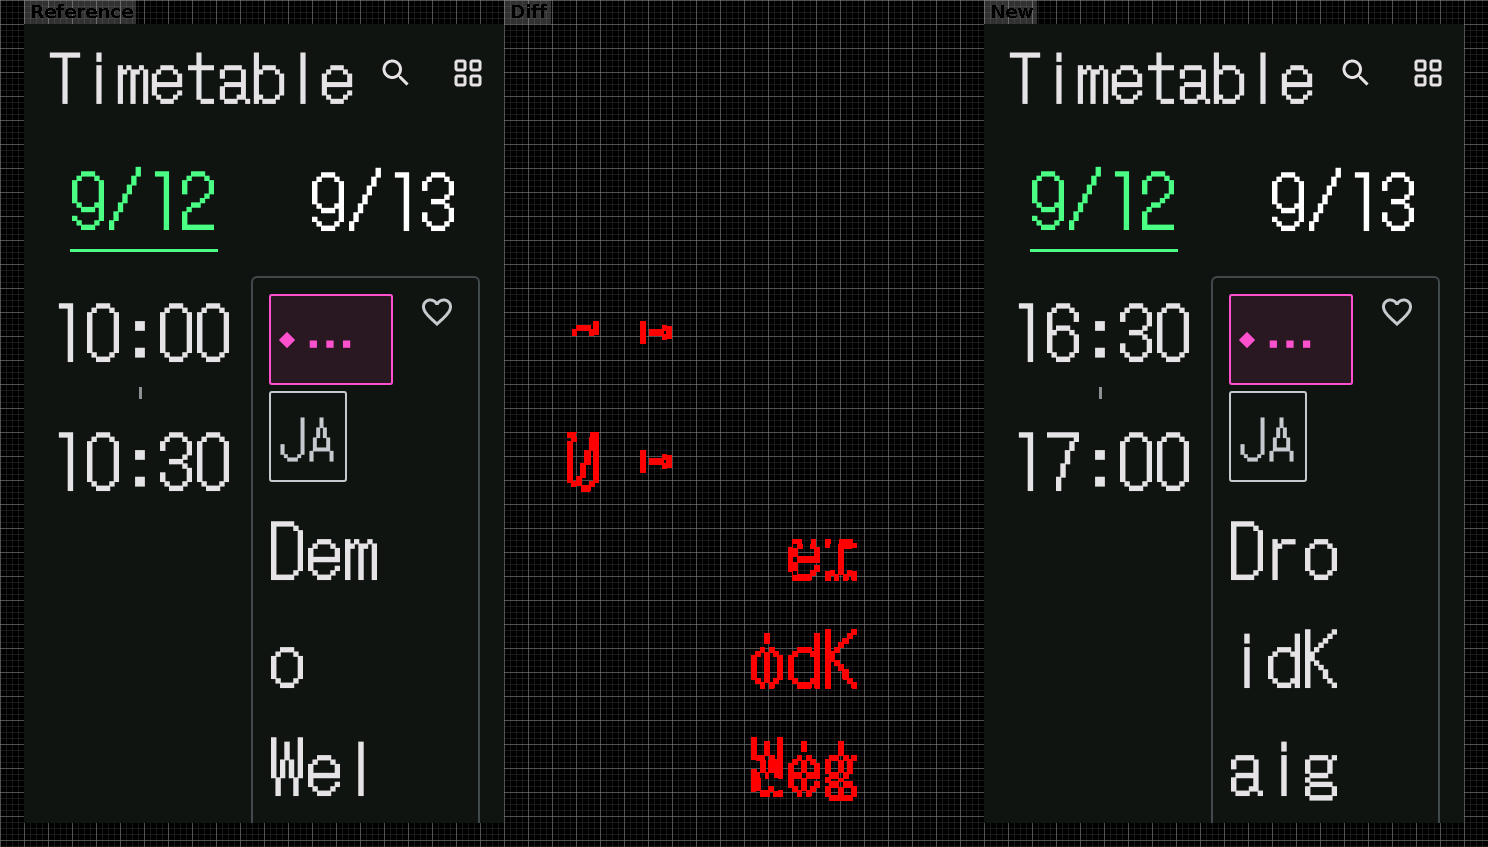 Reference
Timetable
9/12 9/13
10:00
10:30
...
JA
Dem
o
Wel
Diff
New
Timetable
9/12 9/13
16:30
17:00
...
JA
Dro
idK
aig